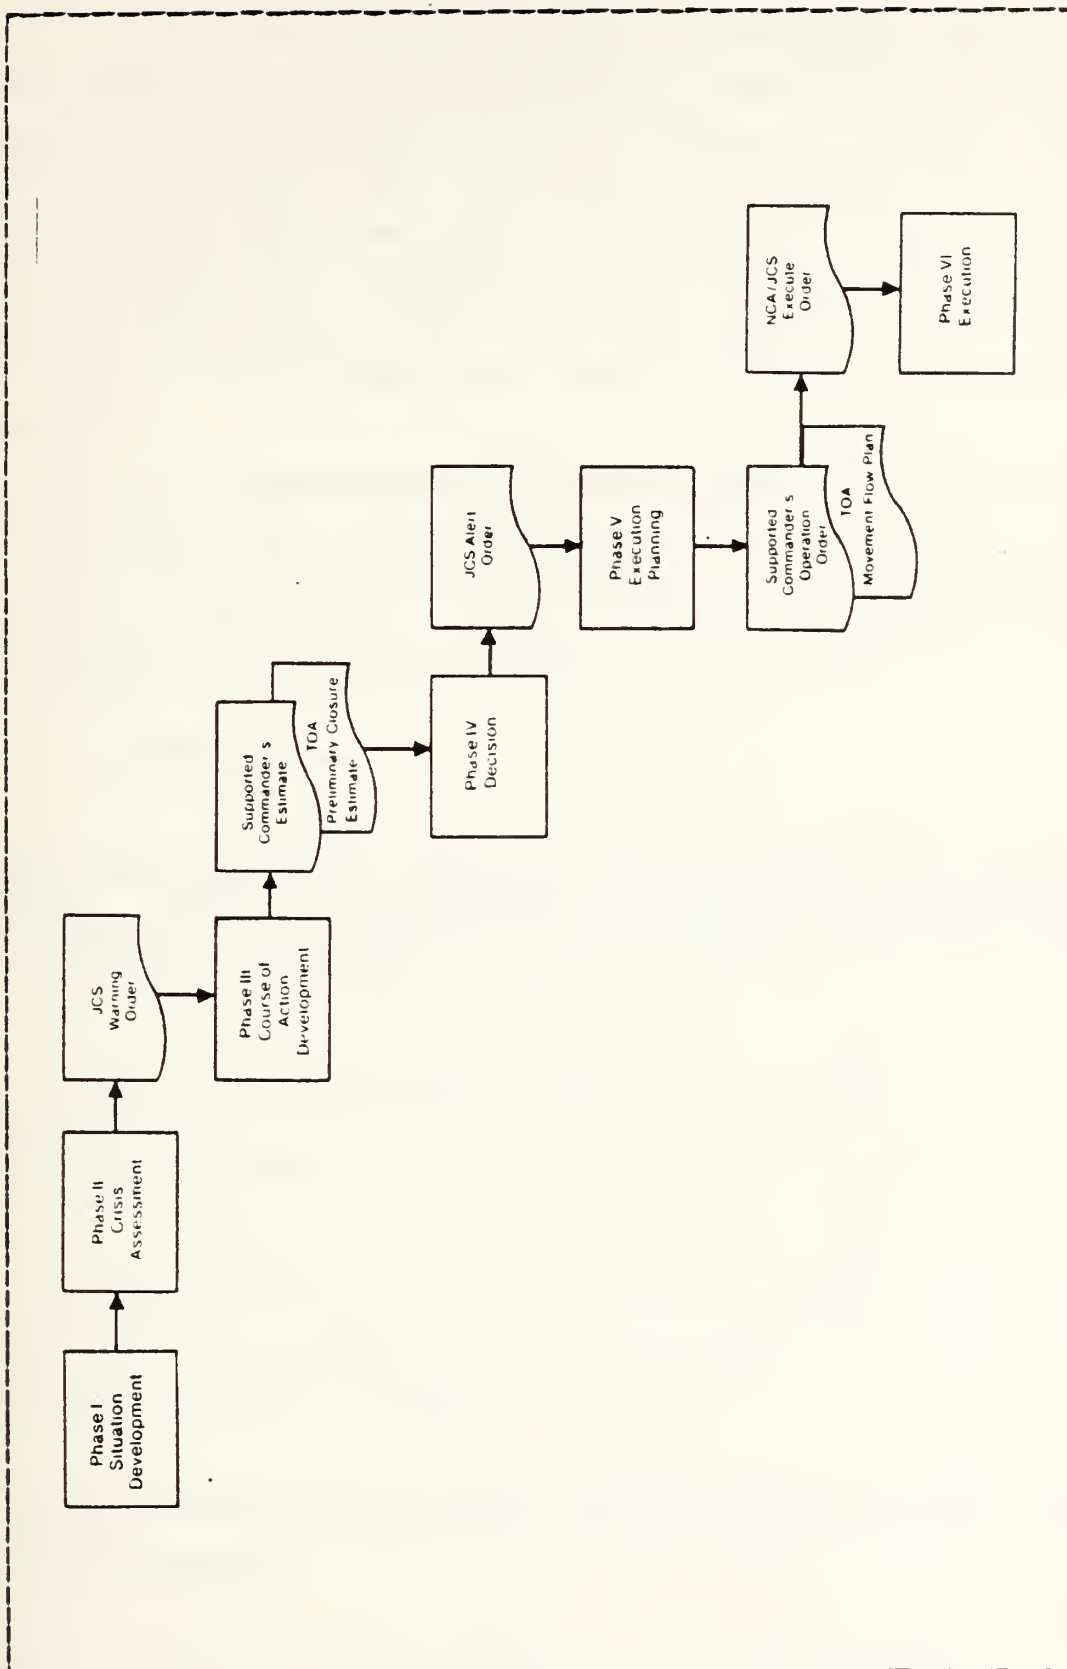 Phase I
Situation
Development
Phase II
Crisis
Assessment
JCS
Warning
Order
Phase III
Course of
Action
Development
Supported
Commander s
Estimate
TOA
Preliminary Closure
Estimate
Phase IV
Decision
JCS Alert
Order
Phase V
Execution
Planning
Supported
Commander s
Operation
Order
TOA
Movement Flow Plan
NCA/JCS
Execute
Order
Phase VI
Execution